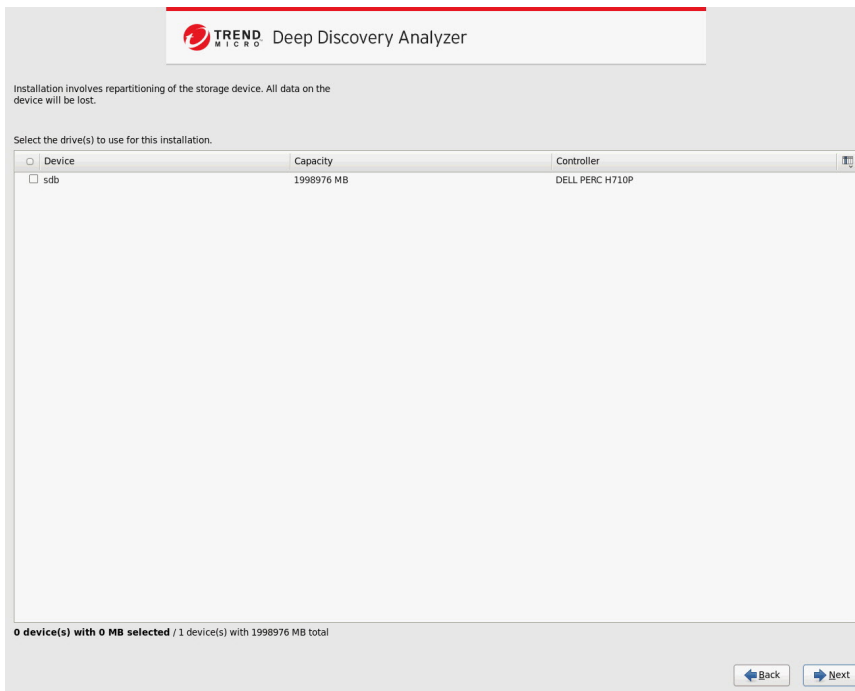 TREND MICRO Deep Discovery Analyzer
Installation involves repartitioning of the storage device. All data on the
device will be lost.
Select the drive(s) to use for this installation.
Device Capacity Controller
sdb 1998976 MB DELL PERC H710P
0 device(s) with 0 MB selected / 1 device(s) with 1998976 MB total
Back Next